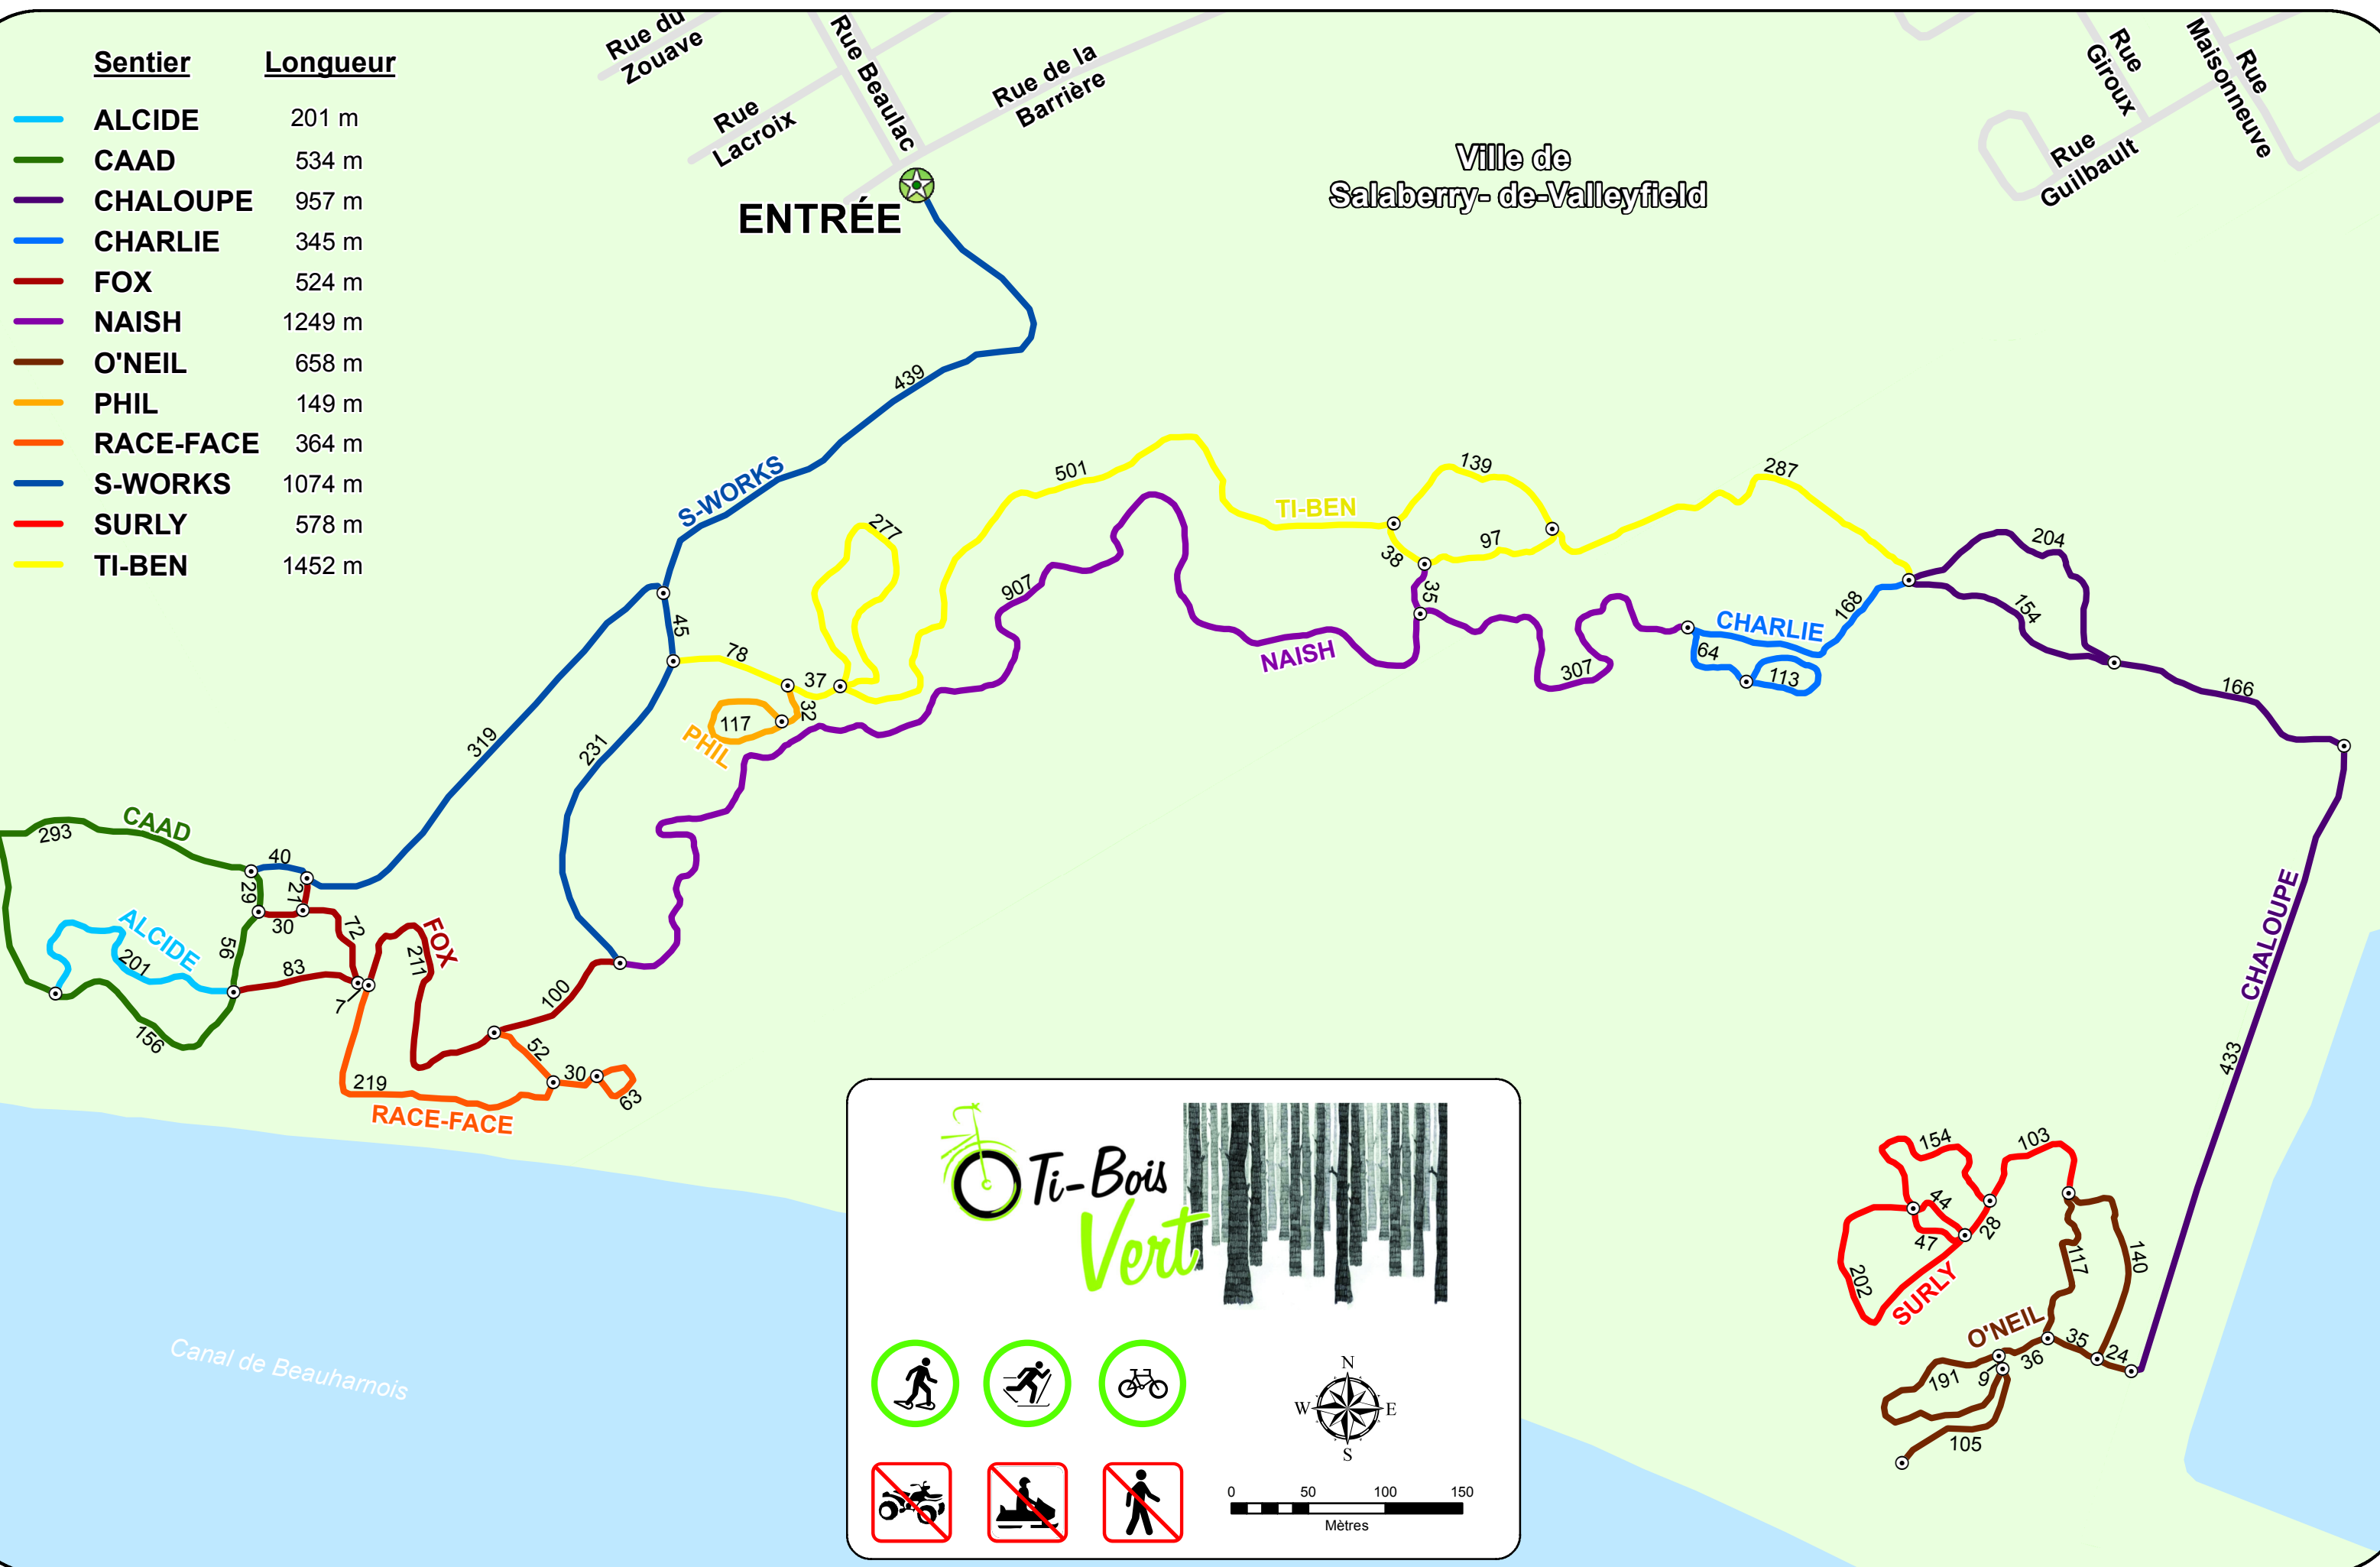 Sentier Longueur
ALCIDE 201 m
CAAD 534 m
CHALOUPE 957 m
CHARLIE 345 m
FOX 524 m
NAISH 1249 m
O'NEIL 658 m
PHIL 149 m
RACE-FACE 364 m
S-WORKS 1074 m
SURLY 578 m
TI-BEN 1452 m
Rue du
Zouave
Rue
Lacroix
Rue Beaulac
Rue de la
Barrière
ENTRÉE
Ville de
Salaberry- de-Valleyfield
Rue
Giroux
Rue
Maisonneuve
Rue
Guilbault
439
S-WORKS
45
319
231
78
37
32
117
PHIL
277
501
TI-BEN
139
38
97
287
35
907
NAISH
307
CHARLIE
168
64
113
204
154
166
CHALOUPE
433
CAAD
293
40
29
21
30
56
72
ALCIDE
201
83
7
156
FOX
211
100
52
30
63
219
RACE-FACE
154
103
44
47
28
202
SURLY
117
140
O'NEIL
35
24
36
9
191
105
Canal de Beauharnois
Ti-Bois
Vert
N
W E
S
0 50 100 150
Mètres